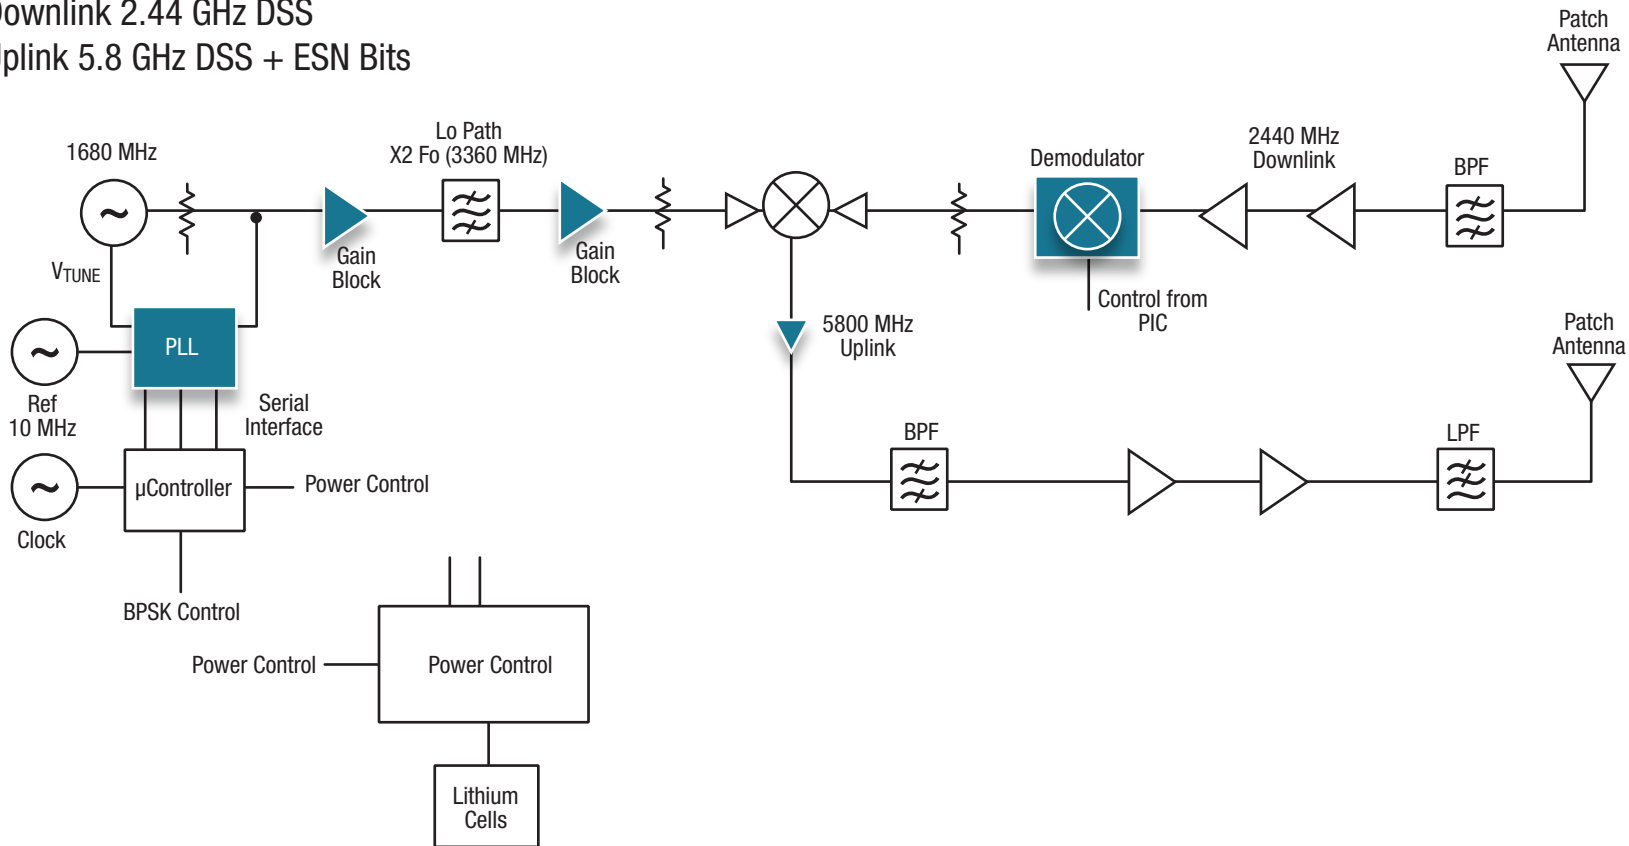 Downlink 2.44 GHz DSS
Uplink 5.8 GHz DSS + ESN Bits
Patch
Antenna
1680 MHz
Lo Path
X2 Fo (3360 MHz)
Demodulator
2440 MHz
Downlink
BPF
Gain
Block
Gain
Block
VTUNE
Control from
PIC
5800 MHz
Uplink
Patch
Antenna
PLL
Ref
10 MHz
Serial
Interface
BPF
LPF
µController
Power Control
Clock
BPSK Control
Power Control
Power Control
Lithium
Cells